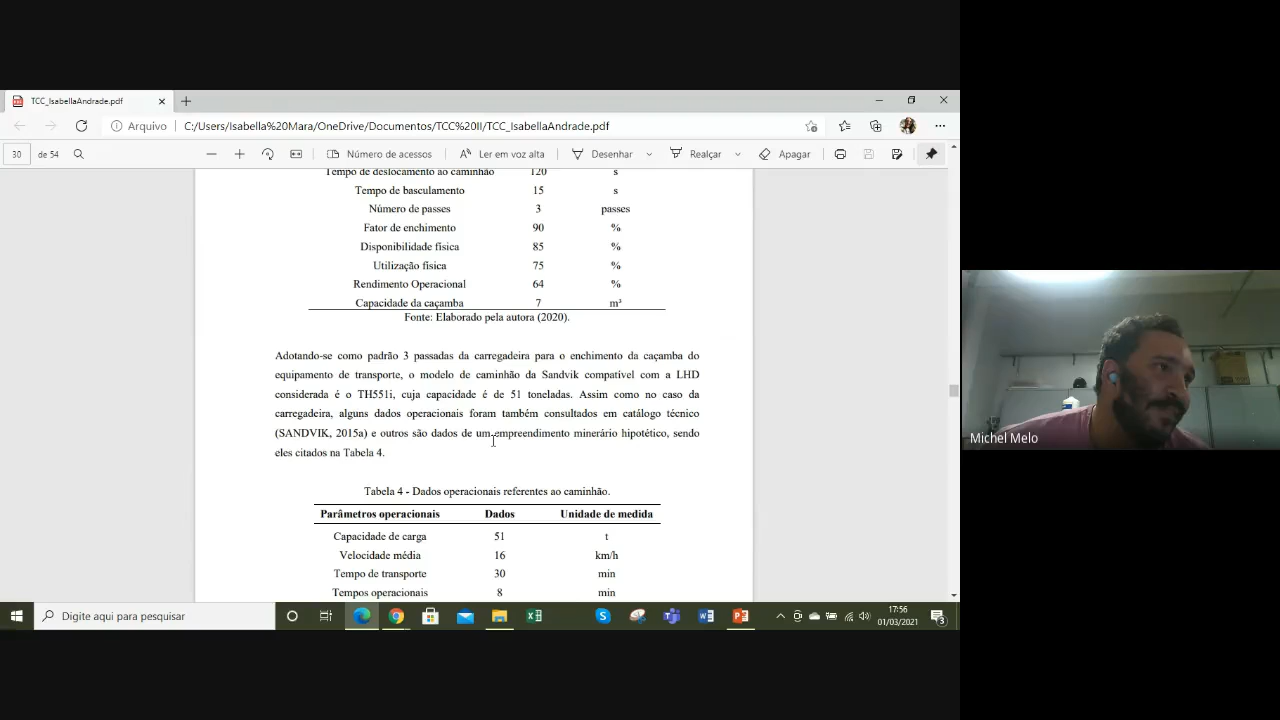 TCC_IsabellaAndrade.pdf
Arquivo C:/Users/Isabella%20Mara/OneDrive/Documentos/TCC%20II/TCC_IsabellaAndrade.pdf
30 de 54 Número de acessos Ler em voz alta Desenhar Realçar Apagar
Tempo de deslocamento ao caminhão 120 s
Tempo de basculamento 15 s
Número de passes 3 passes
Fator de enchimento 90 %
Disponibilidade física 85 %
Utilização física 75 %
Rendimento Operacional 64 %
Capacidade da caçamba 7 m³
Fonte: Elaborado pela autora (2020).
Adotando-se como padrão 3 passadas da carregadeira para o enchimento da caçamba do
equipamento de transporte, o modelo de caminhão da Sandvik compatível com a LHD
considerada é o TH551i, cuja capacidade é de 51 toneladas. Assim como no caso da
carregadeira, alguns dados operacionais foram também consultados em catálogo técnico
(SANDVIK, 2015a) e outros são dados de um empreendimento minerário hipotético, sendo
eles citados na Tabela 4.
Tabela 4 - Dados operacionais referentes ao caminhão.
Parâmetros operacionais Dados Unidade de medida
Capacidade de carga 51 t
Velocidade média 16 km/h
Tempo de transporte 30 min
Tempos operacionais 8 min
Digite aqui para pesquisar
17:56
01/03/2021
3
Michel Melo